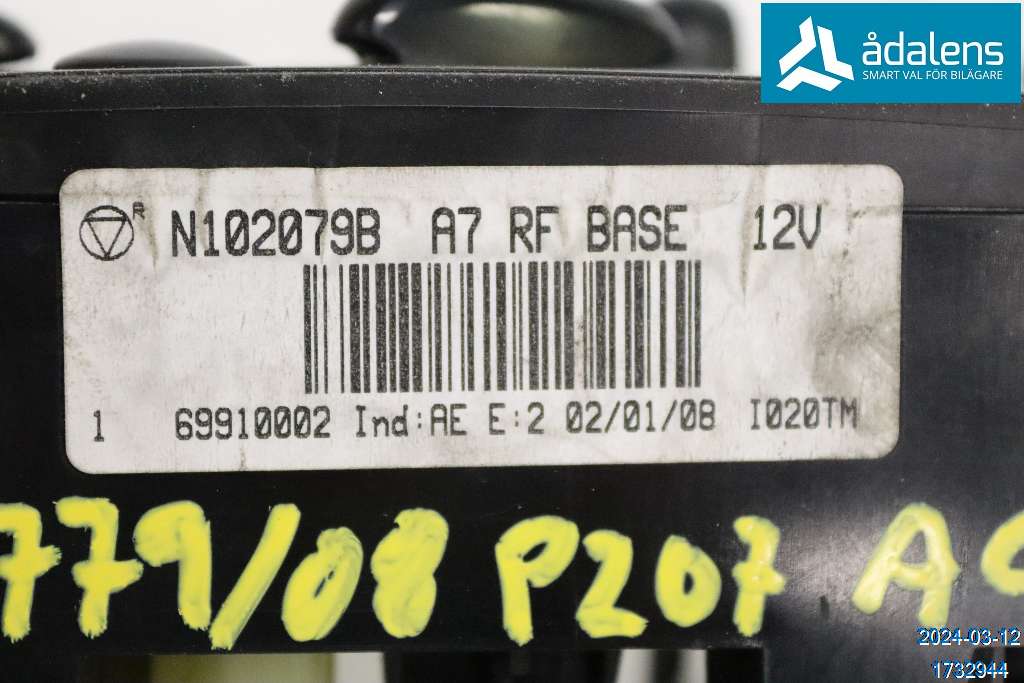 ådalens
SMART VAL FÖR BILÄGARE
R N102079B A7 RF BASE 12V
1 69910002 Ind:AE E:2 02/01/08 I020TM
779/08 P207 A
2024-03-12
1732944